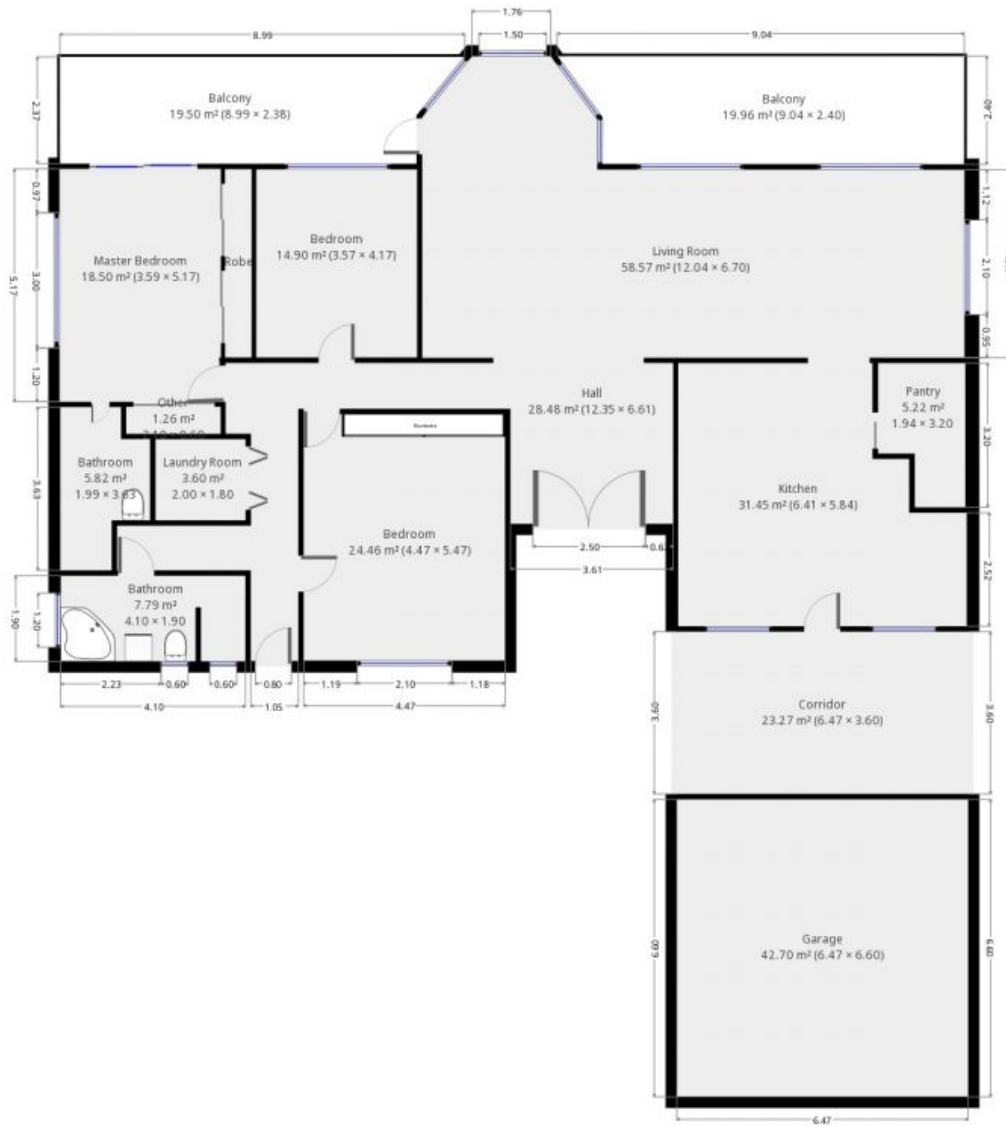 1.76
8.99
1.50
9.04
2.37
Balcony
19.50 m² (8.99 × 2.38)
Balcony
19.96 m² (9.04 × 2.40)
2.40
0.97
5.17
3.00
1.20
Master Bedroom
18.50 m² (3.59 × 5.17)
Robe
Bedroom
14.90 m² (3.57 × 4.17)
Living Room
58.57 m² (12.04 × 6.70)
1.12
2.10
0.95
Other
1.26 m²
Hall
28.48 m² (12.35 × 6.61)
Pantry
5.22 m²
1.94 × 3.20
3.20
3.63
Bathroom
5.82 m²
1.99 × 3.63
Laundry Room
3.60 m²
2.00 × 1.80
Kitchen
31.45 m² (6.41 × 5.84)
Bedroom
24.46 m² (4.47 × 5.47)
2.50
3.61
2.52
1.90
1.20
Bathroom
7.79 m²
4.10 × 1.90
2.23
0.60
0.60
0.80
1.19
2.10
1.18
4.10
1.05
4.47
3.60
Corridor
23.27 m² (6.47 × 3.60)
3.60
6.60
Garage
42.70 m² (6.47 × 6.60)
6.60
6.47